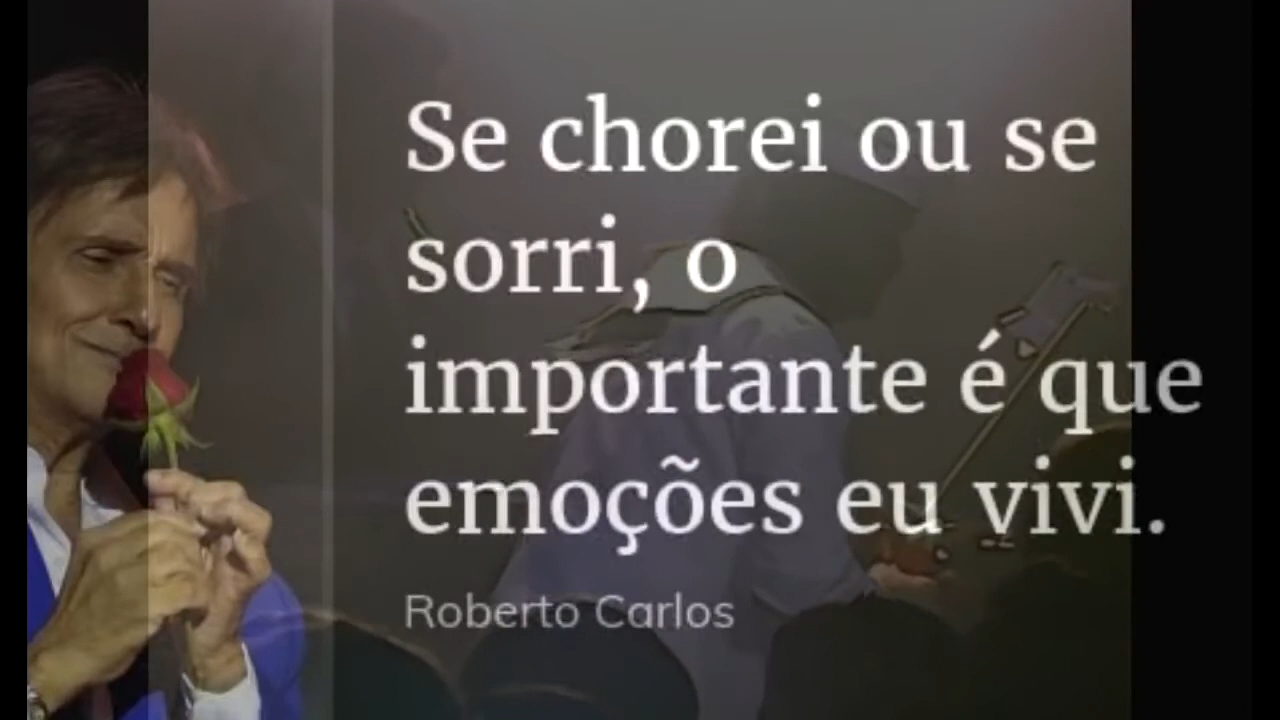 Se chorei ou se
sorri, o
importante é que
emoções eu vivi.
Roberto Carlos